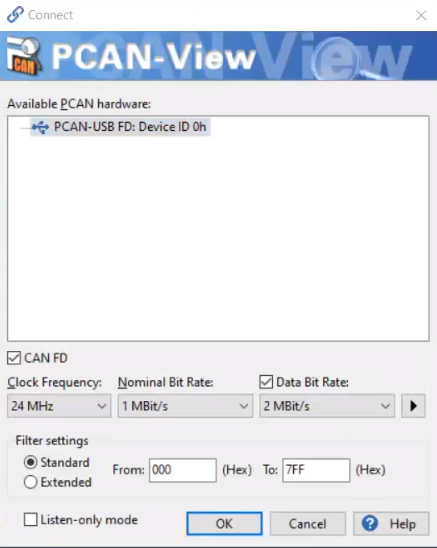 Connect
PCAN-View
Available PCAN hardware:
PCAN-USB FD: Device ID 0h
CAN FD
Clock Frequency: Nominal Bit Rate: Data Bit Rate:
24 MHz 1 MBit/s 2 MBit/s
Filter settings
Standard
From: 000 (Hex) To: 7FF (Hex)
Extended
Listen-only mode OK Cancel Help